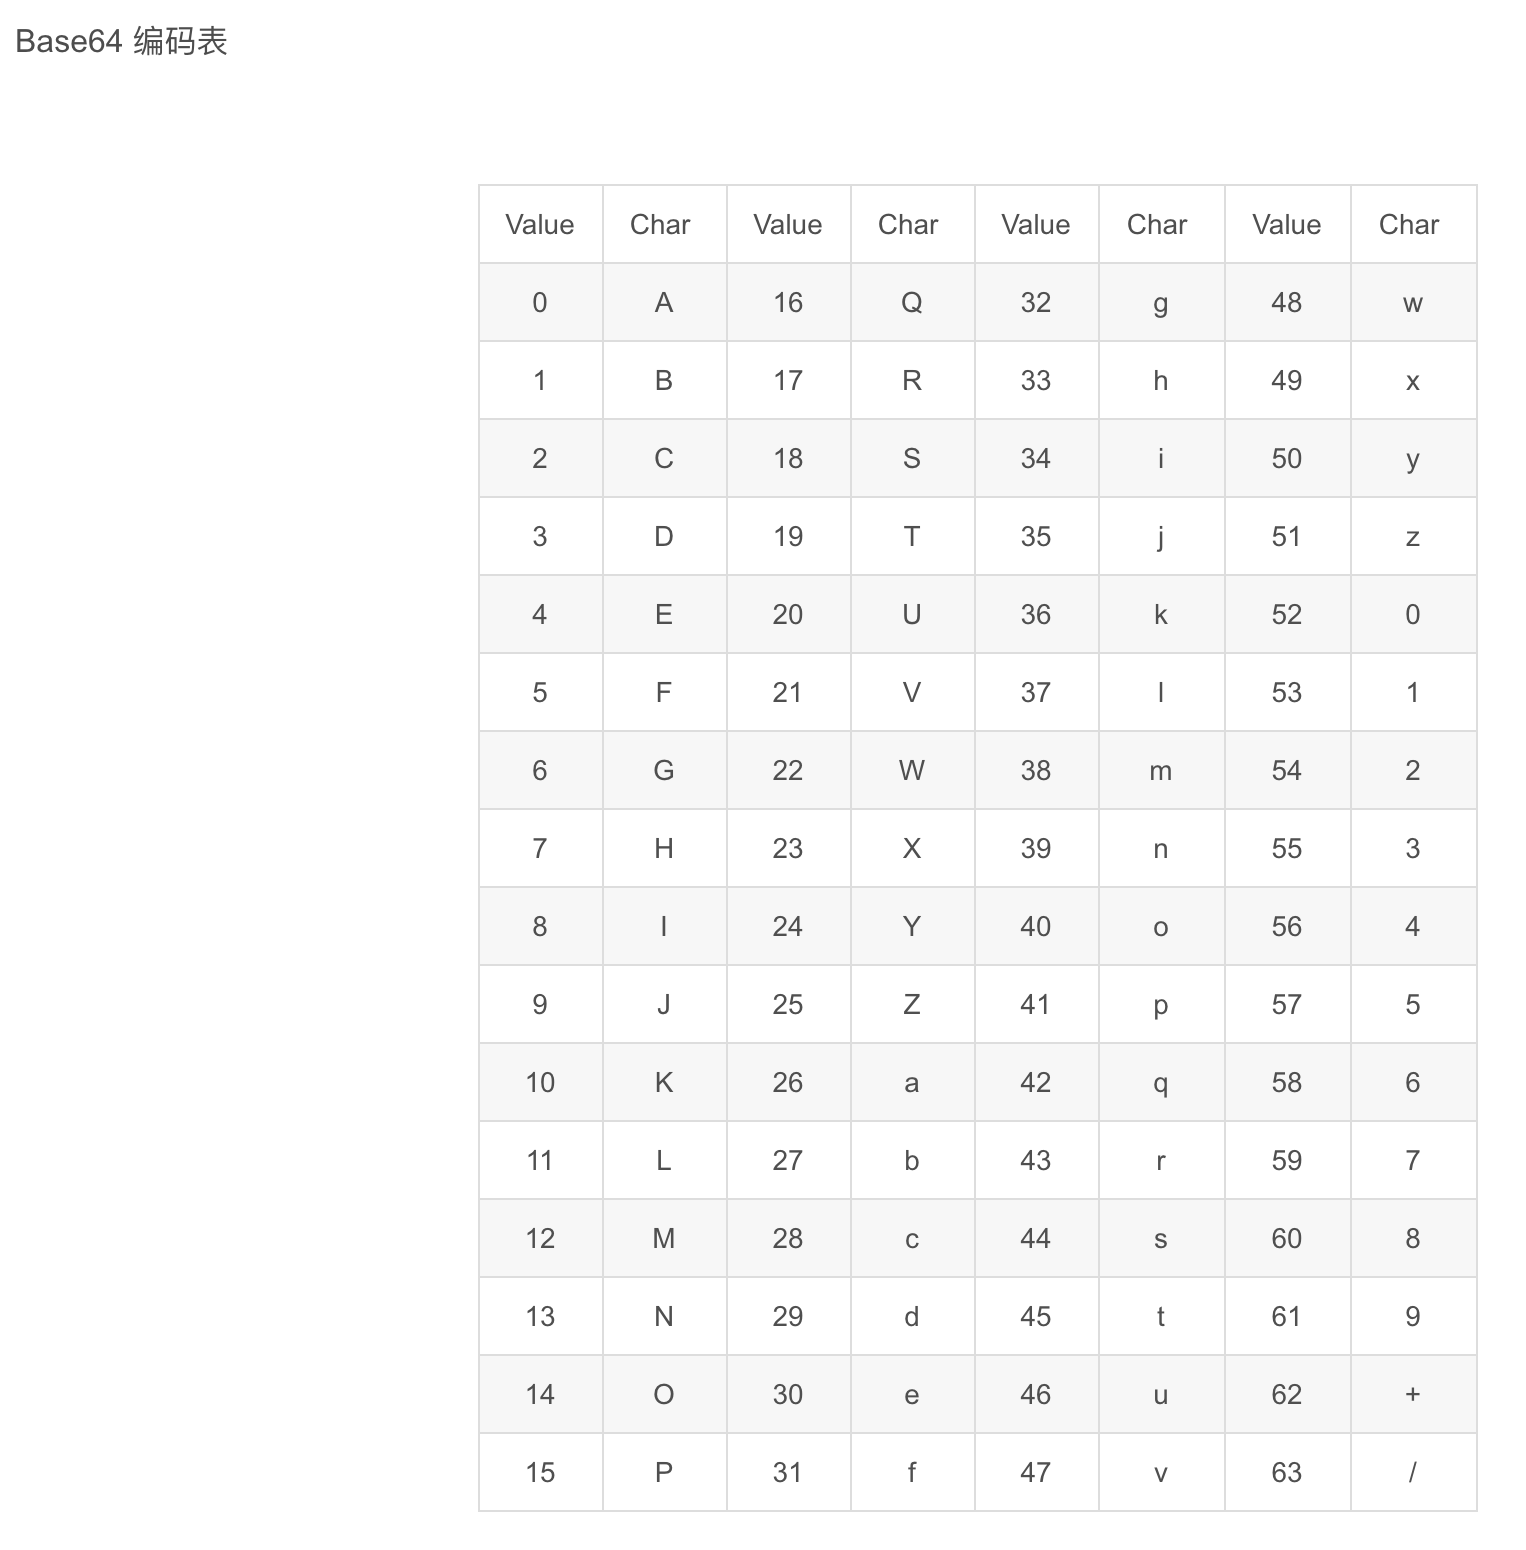 Base64 编码表
Value Char Value Char Value Char Value Char
0 A 16 Q 32 g 48 w
1 B 17 R 33 h 49 x
2 C 18 S 34 i 50 y
3 D 19 T 35 j 51 z
4 E 20 U 36 k 52 0
5 F 21 V 37 l 53 1
6 G 22 W 38 m 54 2
7 H 23 X 39 n 55 3
8 I 24 Y 40 o 56 4
9 J 25 Z 41 p 57 5
10 K 26 a 42 q 58 6
11 L 27 b 43 r 59 7
12 M 28 c 44 s 60 8
13 N 29 d 45 t 61 9
14 O 30 e 46 u 62 +
15 P 31 f 47 v 63 /